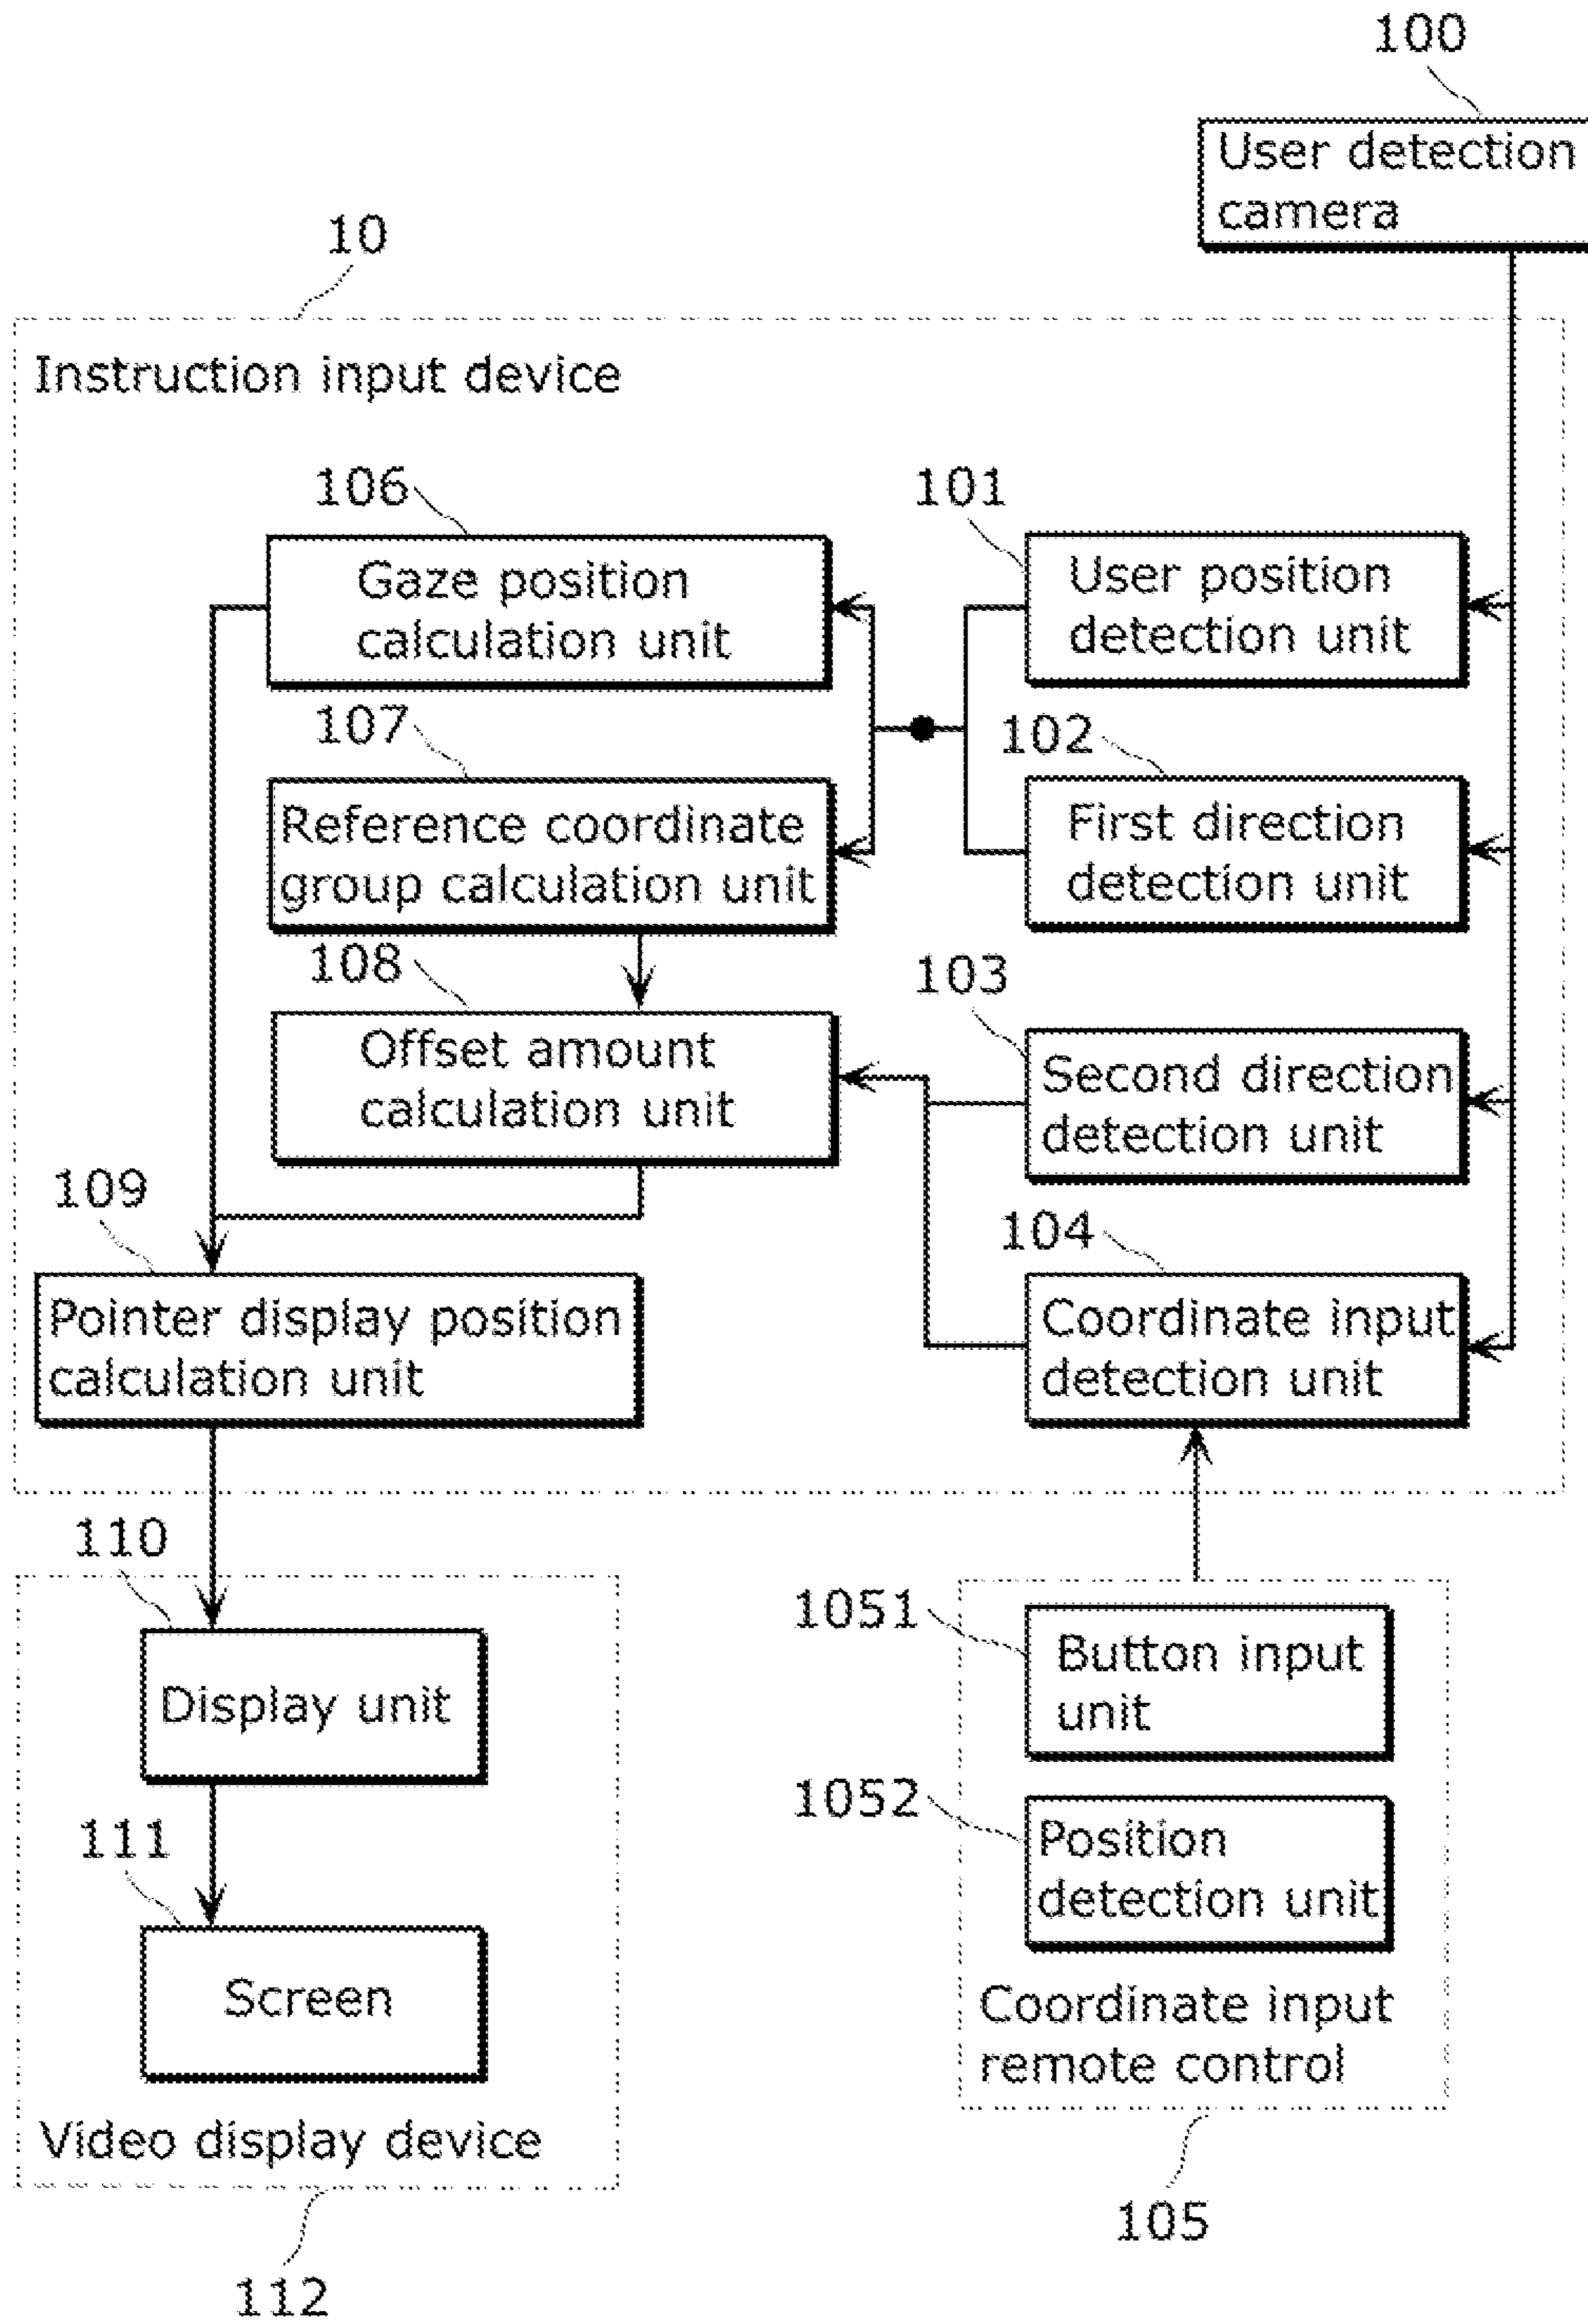 100
User detection
camera
10
Instruction input device
106
101
Gaze position
calculation unit
User position
detection unit
107
102
Reference coordinate
group calculation unit
First direction
detection unit
108
103
Offset amount
calculation unit
Second direction
detection unit
109
104
Pointer display position
calculation unit
Coordinate input
detection unit
110
1051
Display unit
Button input
unit
111
1052
Position
detection unit
Screen
Coordinate input
remote control
Video display device
105
112